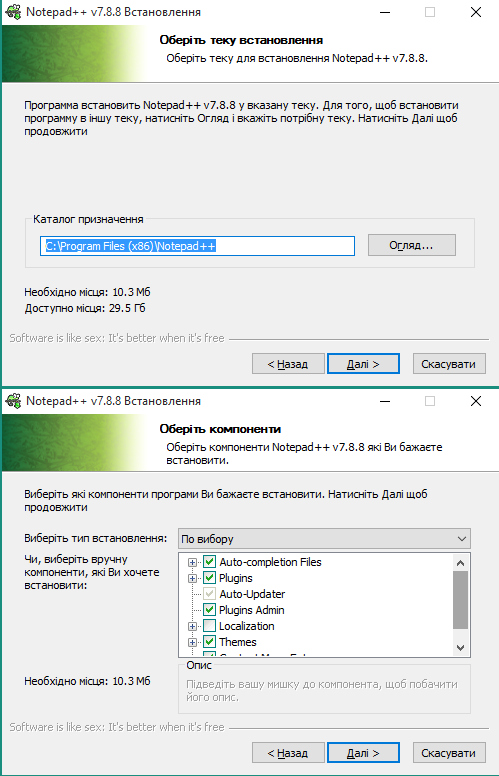 Notepad++ v7.8.8 Встановлення
Оберіть теку встановлення
Оберіть теку для встановлення Notepad++ v7.8.8.
Программа встановить Notepad++ v7.8.8 у вказану теку. Для того, щоб встановити
програму в іншу теку, натисніть Огляд і вкажіть потрібну теку. Натисніть Далі щоб
продовжити
Каталог призначення
C:\Program Files (x86)\Notepad++
Огляд...
Необхідно місця: 10.3 Мб
Доступно місця: 29.5 Гб
Software is like sex: It's better when it's free
< Назад
Далі >
Скасувати
Notepad++ v7.8.8 Встановлення
Оберіть компоненти
Оберіть компоненти Notepad++ v7.8.8 які Ви бажаєте
встановити.
Виберіть які компоненти програми Ви бажаєте встановити. Натисніть Далі щоб
продовжити
Виберіть тип встановлення:
По вибору
Чи, виберіть вручну
компоненти, які Ви хочете
встановити:
Auto-completion Files
Plugins
Auto-Updater
Plugins Admin
Localization
Themes
Необхідно місця: 10.3 Мб
Опис
Підведіть вашу мишку до компонента, щоб побачити
його опис.
Software is like sex: It's better when it's free
< Назад
Далі >
Скасувати